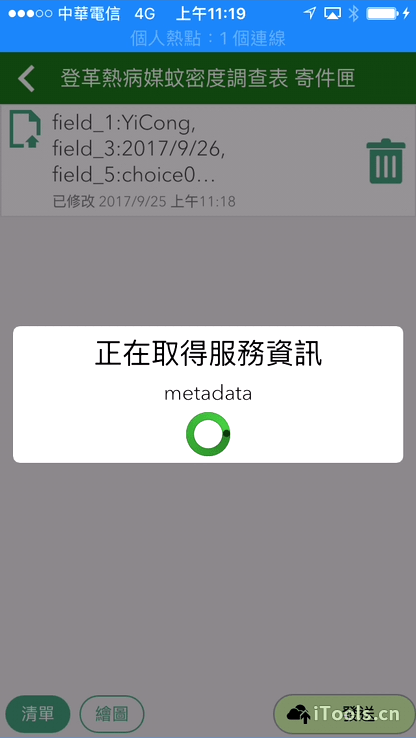 中華電信 4G 上午11:19
個人熱點：1 個連線
登革熱病媒蚊密度調查表 寄件匣
field_1:YiCong,
field_3:2017/9/26,
field_5:choice0…
已修改 2017/9/25 上午11:18
正在取得服務資訊
metadata
清單 繪圖 發送
iTools.cn